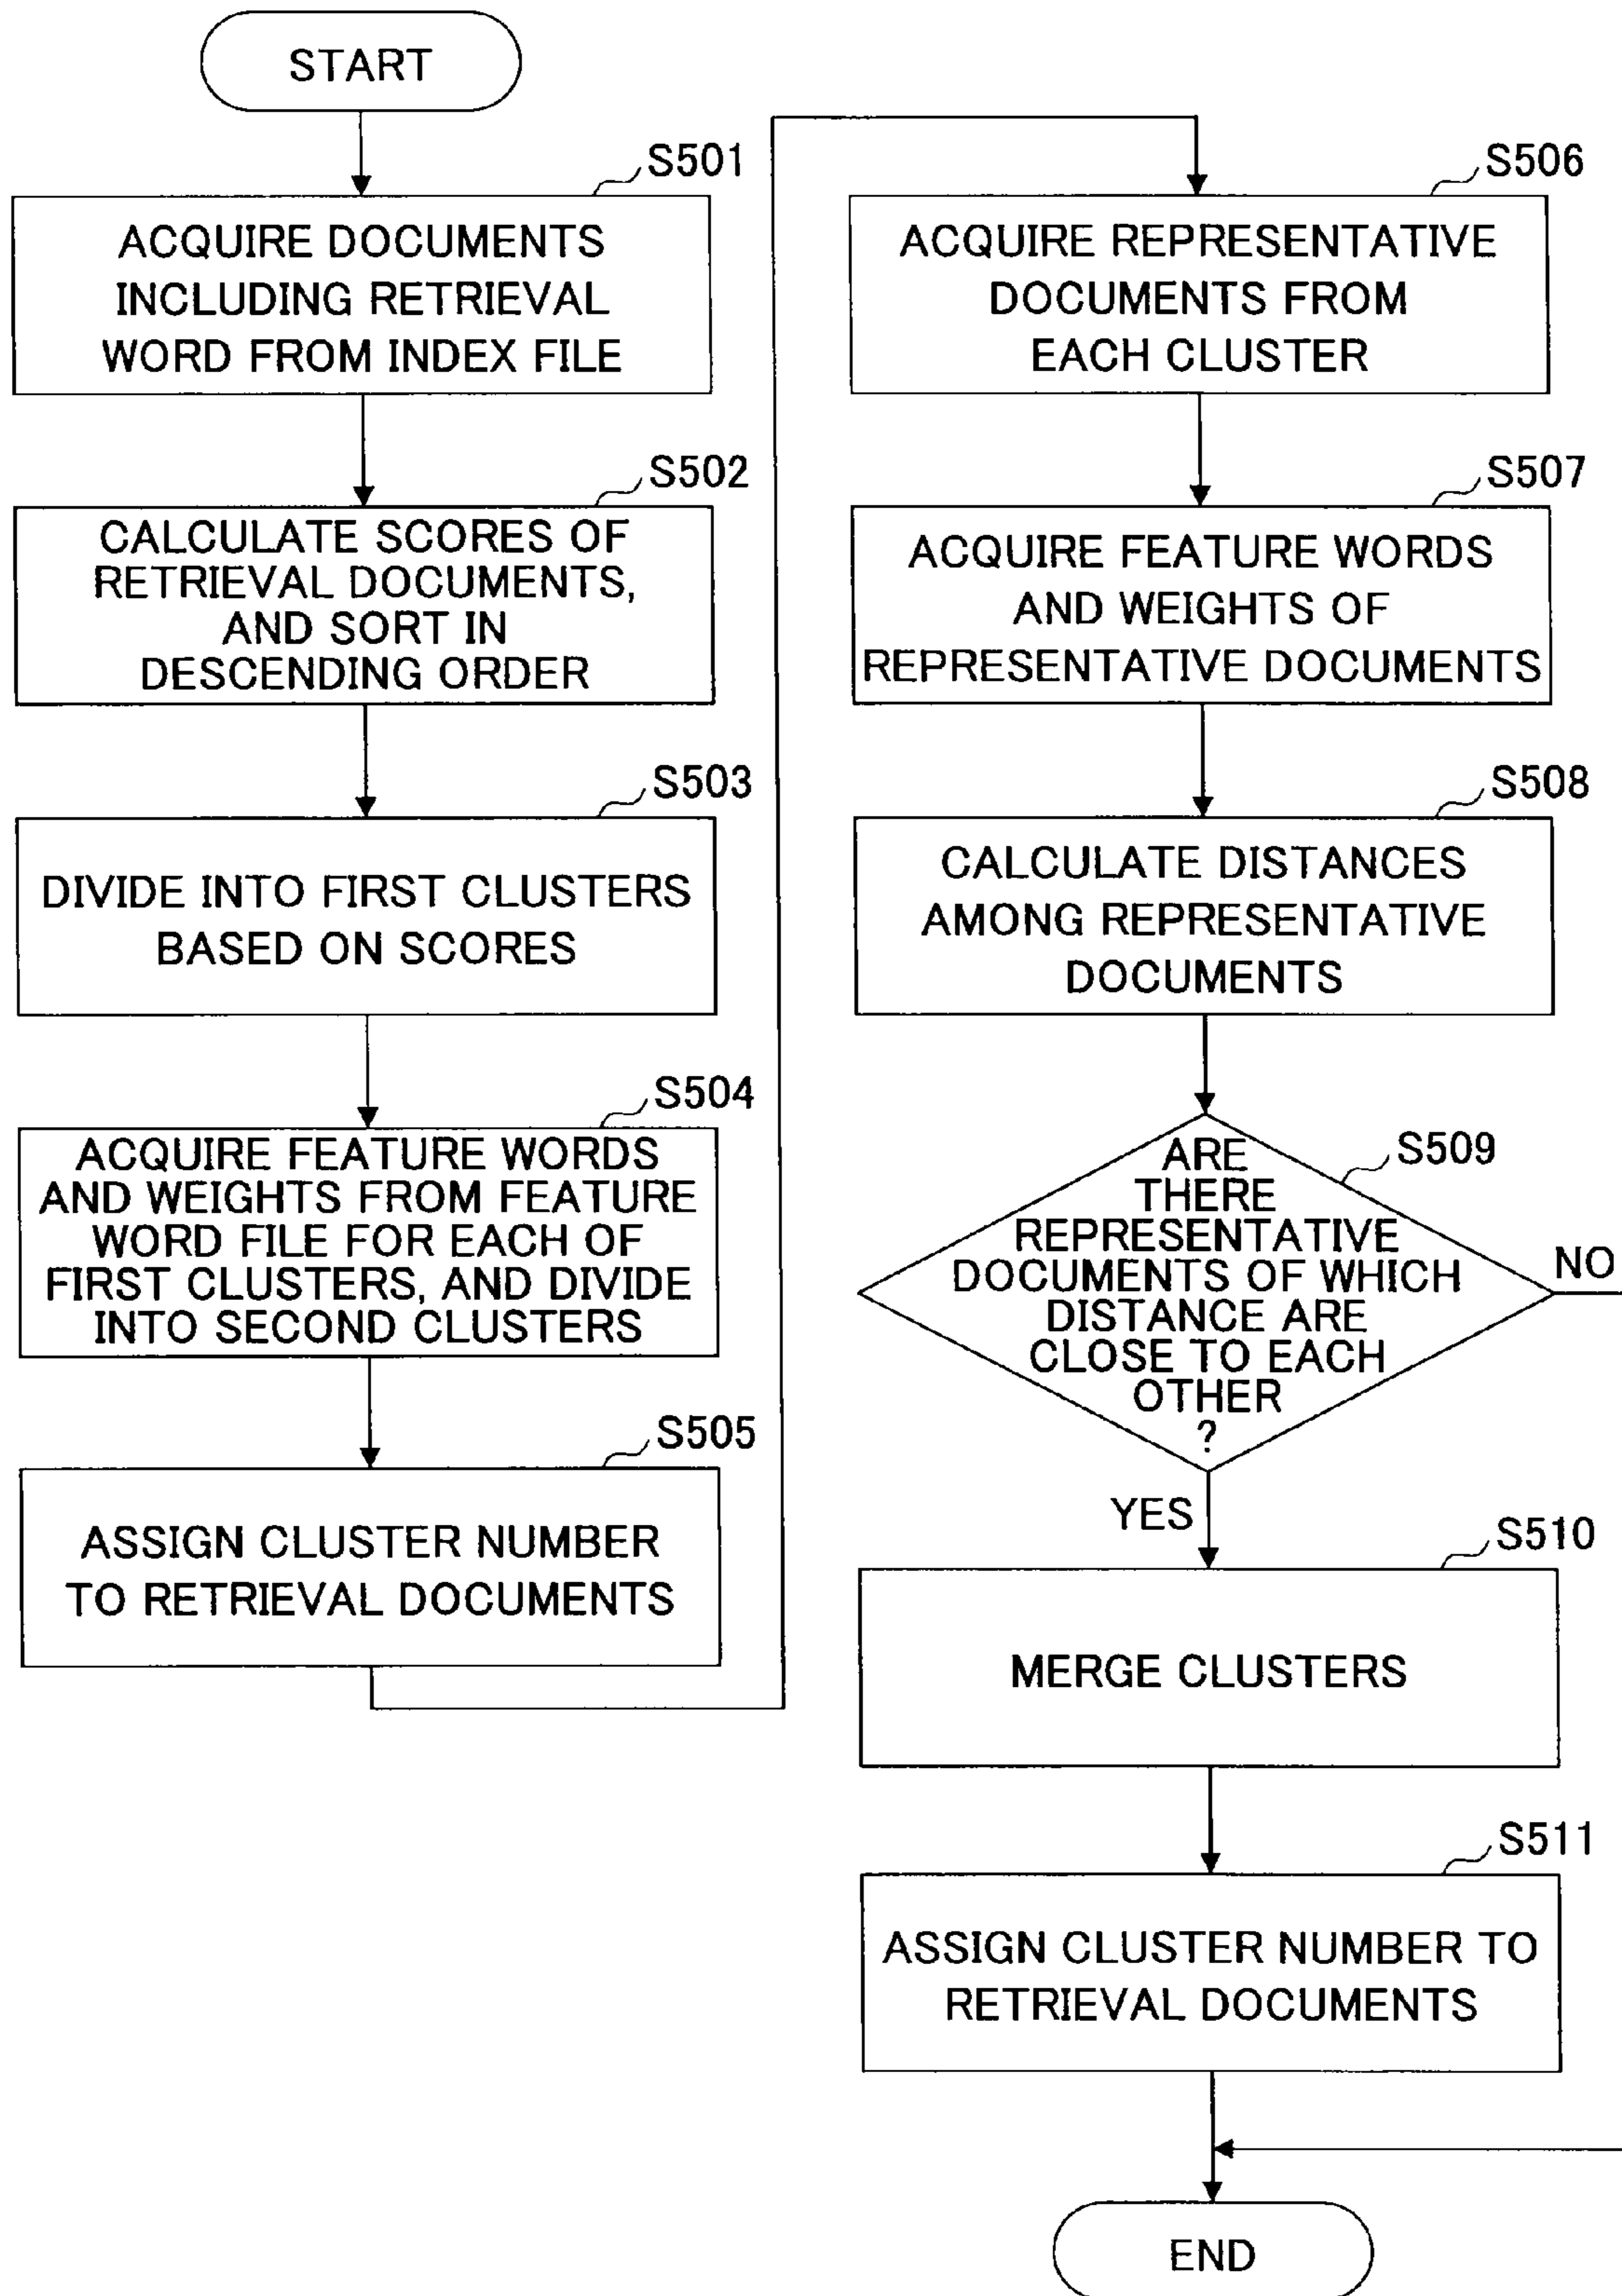 START
S501
ACQUIRE DOCUMENTS
INCLUDING RETRIEVAL
WORD FROM INDEX FILE
S502
CALCULATE SCORES OF
RETRIEVAL DOCUMENTS,
AND SORT IN
DESCENDING ORDER
S503
DIVIDE INTO FIRST CLUSTERS
BASED ON SCORES
S504
ACQUIRE FEATURE WORDS
AND WEIGHTS FROM FEATURE
WORD FILE FOR EACH OF
FIRST CLUSTERS, AND DIVIDE
INTO SECOND CLUSTERS
S505
ASSIGN CLUSTER NUMBER
TO RETRIEVAL DOCUMENTS
S506
ACQUIRE REPRESENTATIVE
DOCUMENTS FROM
EACH CLUSTER
S507
ACQUIRE FEATURE WORDS
AND WEIGHTS OF
REPRESENTATIVE DOCUMENTS
S508
CALCULATE DISTANCES
AMONG REPRESENTATIVE
DOCUMENTS
S509
ARE
THERE
REPRESENTATIVE
DOCUMENTS OF WHICH
DISTANCE ARE
CLOSE TO EACH
OTHER
?
NO
YES
S510
MERGE CLUSTERS
S511
ASSIGN CLUSTER NUMBER TO
RETRIEVAL DOCUMENTS
END